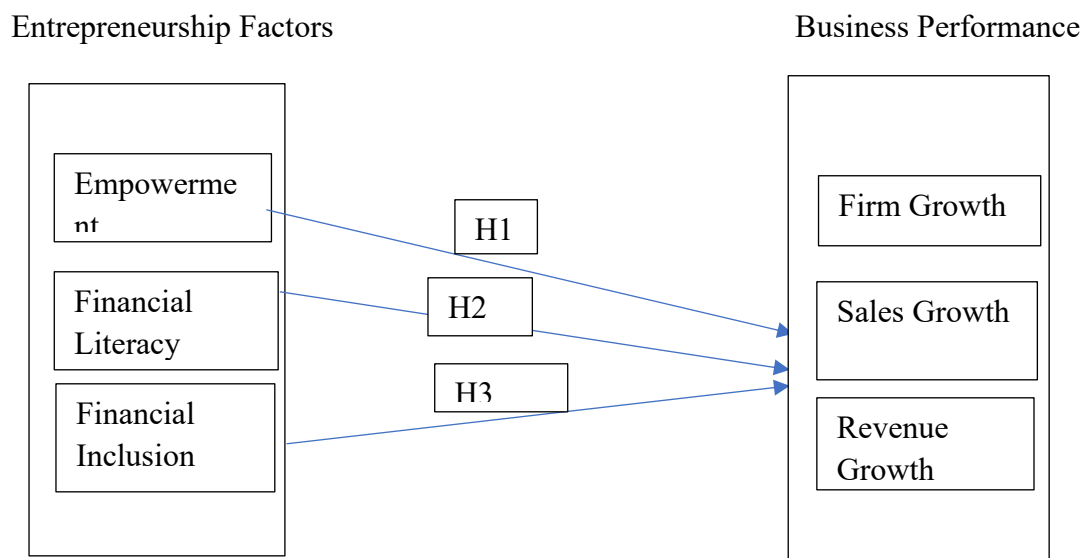 Entrepreneurship Factors
Business Performance
Empowerme
nt
H1
Firm Growth
Financial
Literacy
H2
Sales Growth
Financial
Inclusion
H3
Revenue
Growth